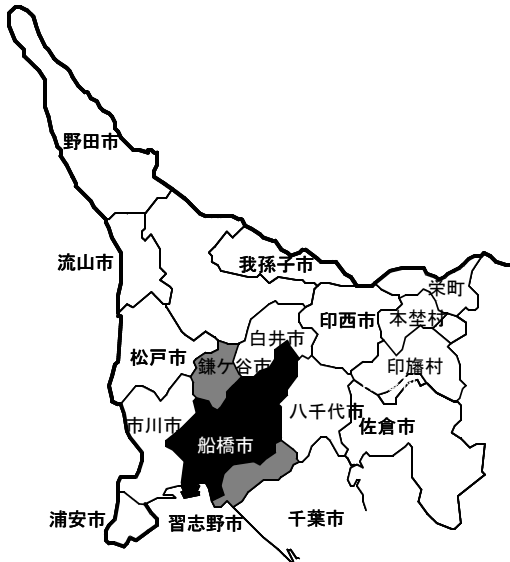 野田市
流山市
我孫子市
栄町
印西市
本埜村
白井市
松戸市
鎌ケ谷市
印旛村
八千代市
市川市
佐倉市
船橋市
浦安市
習志野市
千葉市